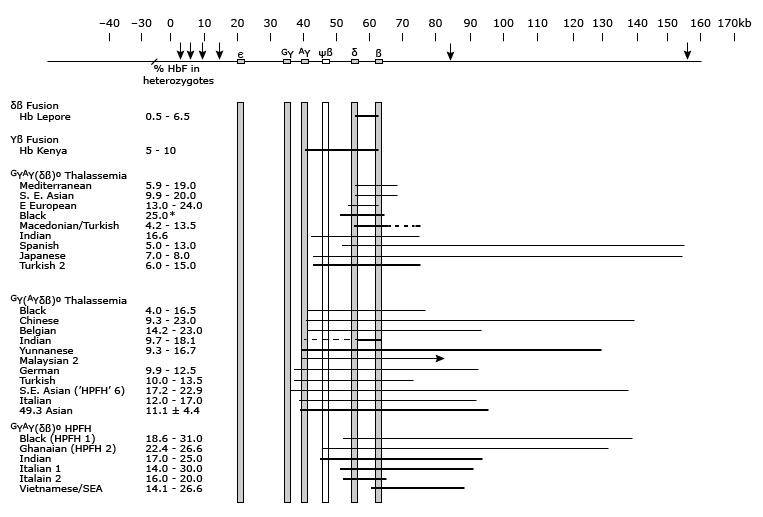 −40 −30 −20 0 10 20 30 40 50 60 70 80 90 100 110 120 130 140 150 160 170kb
ε ᴳγ ᴬγ ψβ δ β
% HbF in
heterozygotes
δβ Fusion
Hb Lepore 0.5 - 6.5
γβ Fusion
Hb Kenya 5 - 10
ᴳγᴬγ(δβ)º Thalassemia
Mediterranean 5.9 - 19.0
S. E. Asian 9.9 - 20.0
E European 13.0 - 24.0
Black 25.0*
Macedonian/Turkish 4.2 - 13.5
Indian 16.6
Spanish 5.0 - 13.0
Japanese 7.0 - 8.0
Turkish 2 6.0 - 15.0
ᴳγ(ᴬγδβ)º Thalassemia
Black 4.0 - 16.5
Chinese 9.3 - 23.0
Belgian 14.2 - 23.0
Indian 9.7 - 18.1
Yunnanese 9.3 - 16.7
Malaysian 2
German 9.9 - 12.5
Turkish 10.0 - 13.5
S.E. Asian ('HPFH' 6) 17.2 - 22.9
Italian 12.0 - 17.0
49.3 Asian 11.1 ± 4.4
ᴳγᴬγ(δβ)º HPFH
Black (HPFH 1) 18.6 - 31.0
Ghanaian (HPFH 2) 22.4 - 26.6
Indian 17.0 - 25.0
Italian 1 14.0 - 30.0
Italain 2 16.0 - 20.0
Vietnamese/SEA 14.1 - 26.6